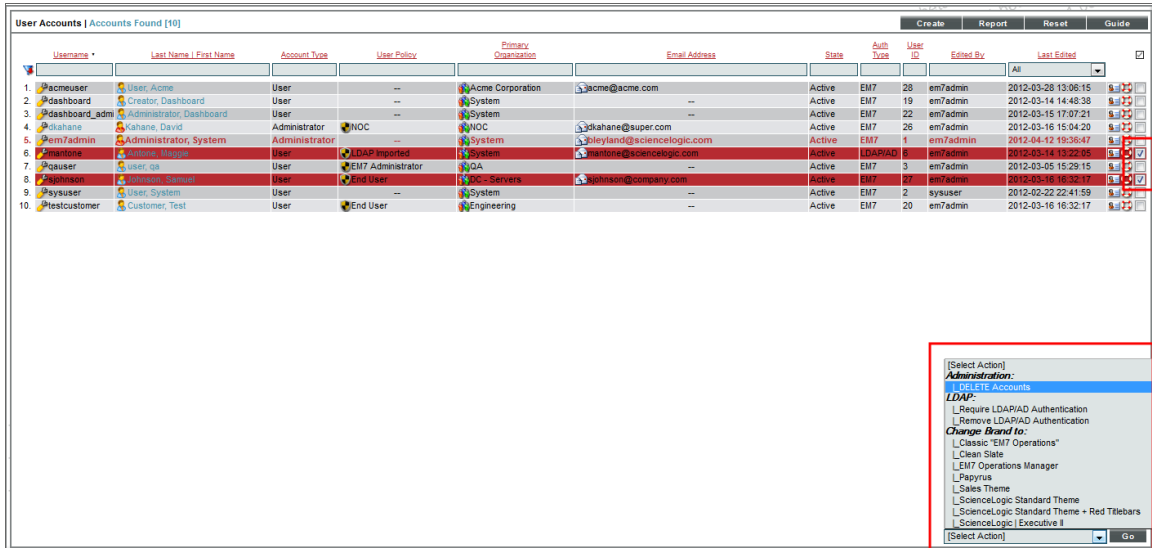 User Accounts | Accounts Found [10] Create Report Reset Guide
Username • Last Name | First Name Account Type User Policy Primary Organization Email Address State Auth Type User ID Edited By Last Edited
All
1. acmeuser User, Acme User -- Acme Corporation acme@acme.com Active EM7 28 em7admin 2012-03-28 13:06:15
2. dashboard Creator, Dashboard User -- System -- Active EM7 19 em7admin 2012-03-14 14:48:38
3. dashboard_admi Administrator, Dashboard User -- System -- Active EM7 22 em7admin 2012-03-15 17:07:21
4. dkahane Kahane, David Administrator NOC NOC dkahane@super.com Active EM7 26 em7admin 2012-03-16 15:04:20
5. em7admin Administrator, System Administrator -- System bleyland@sciencelogic.com Active EM7 1 em7admin 2012-04-12 19:36:47
6. mantone Antone, Maggie User LDAP Imported System mantone@sciencelogic.com Active LDAP/AD 6 em7admin 2012-03-14 13:22:05
7. qauser user, qa User EM7 Administrator QA -- Active EM7 3 em7admin 2012-03-05 15:29:15
8. sjohnson Johnson, Samuel User End User DC - Servers sjohnson@company.com Active EM7 27 em7admin 2012-03-16 16:32:17
9. sysuser User, System User -- System -- Active EM7 2 sysuser 2012-02-22 22:41:59
10. testcustomer Customer, Test User End User Engineering -- Active EM7 20 em7admin 2012-03-16 16:32:17
[Select Action]
Administration:
|_DELETE Accounts
LDAP:
|_Require LDAP/AD Authentication
|_Remove LDAP/AD Authentication
Change Brand to:
|_Classic "EM7 Operations"
|_Clean Slate
|_EM7 Operations Manager
|_Papyrus
|_Sales Theme
|_ScienceLogic Standard Theme
|_ScienceLogic Standard Theme + Red Titlebars
|_ScienceLogic | Executive II
[Select Action] Go